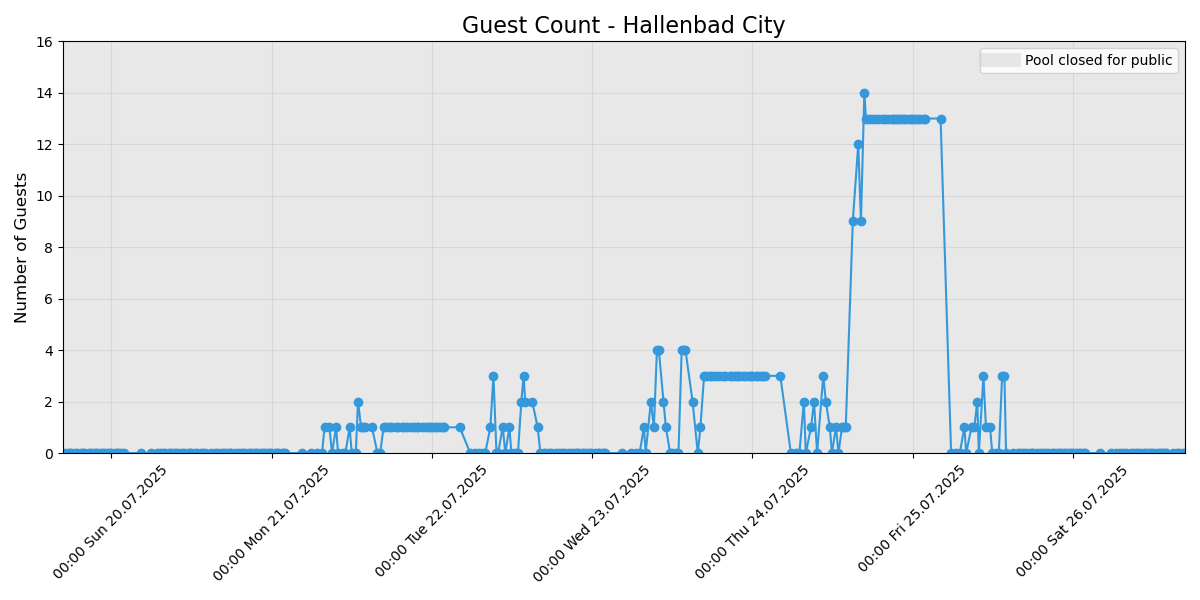 Guest Count - Hallenbad City
Pool closed for public
Number of Guests
16
14
12
10
8
6
4
2
0
00:00 Sun 20.07.2025
00:00 Mon 21.07.2025
00:00 Tue 22.07.2025
00:00 Wed 23.07.2025
00:00 Thu 24.07.2025
00:00 Fri 25.07.2025
00:00 Sat 26.07.2025